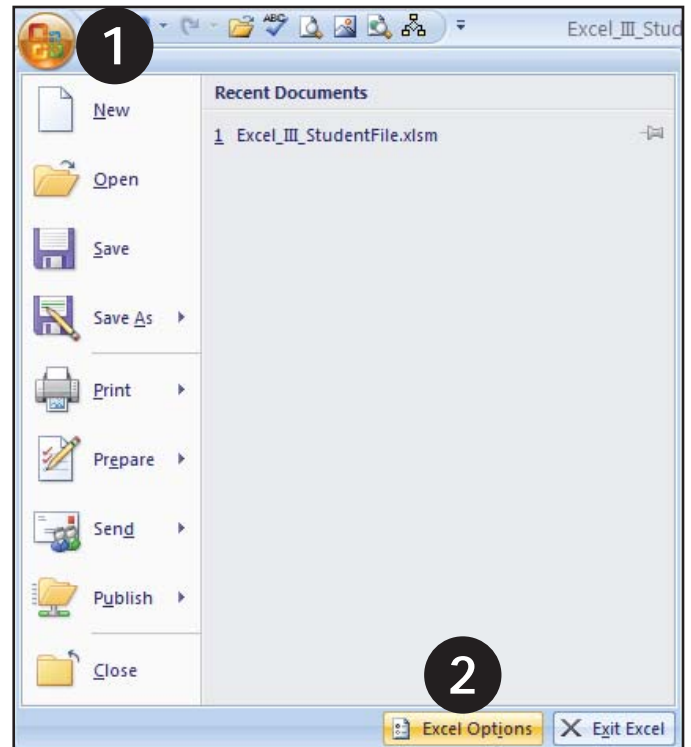 1
ABC
Excel_III_Stud
New
Recent Documents
1 Excel_III_StudentFile.xlsm
Open
Save
Save As
Print
Prepare
Send
Publish
Close
2
Excel Options
Exit Excel